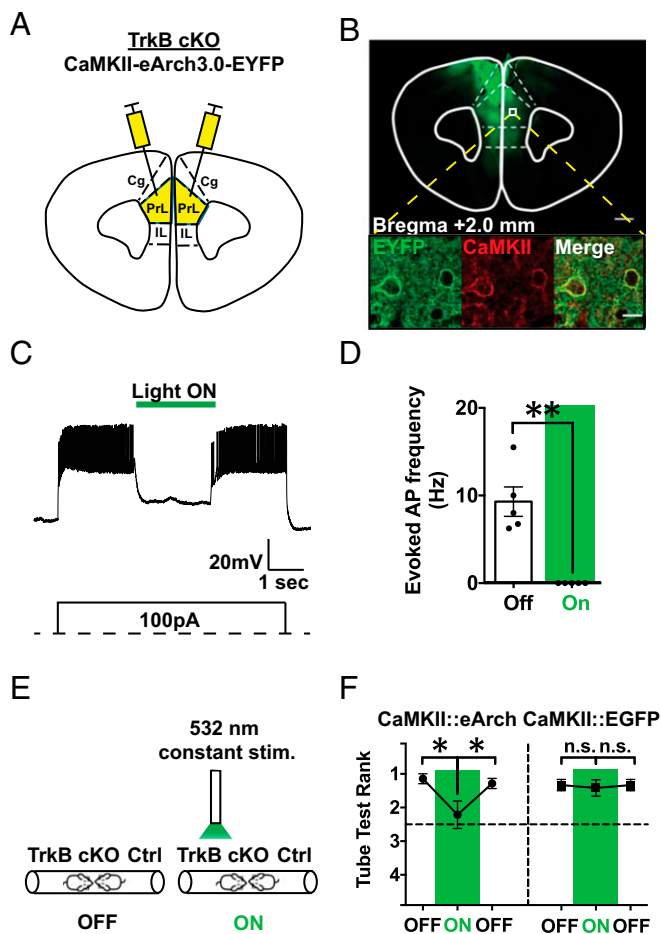 A
TrkB cKO
CaMKII-eArch3.0-EYFP
Cg
Cg
PrL
PrL
IL
IL
B
Bregma +2.0 mm
EYFP
CaMKII
Merge
C
Light ON
20mV
1 sec
100pA
D
Evoked AP frequency
(Hz)
20
10
0
**
Off
On
E
532 nm
constant stim.
TrkB cKO Ctrl
TrkB cKO Ctrl
OFF
ON
F
CaMKII::eArch CaMKII::EGFP
Tube Test Rank
1
2
3
4
* *
n.s. n.s.
OFF ON OFF
OFF ON OFF